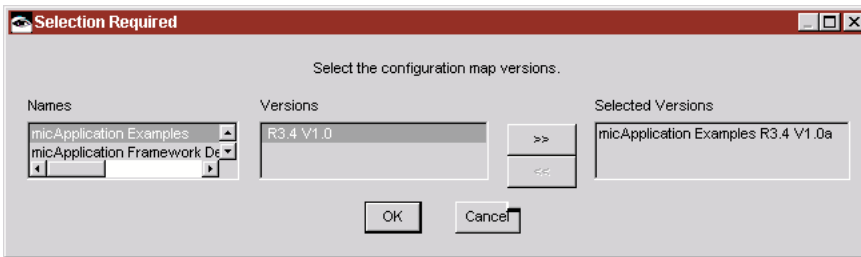 Selection Required
Select the configuration map versions.
Names
Versions
Selected Versions
micApplication Examples
micApplication Framework De
R3.4 V1.0
>>
<<
micApplication Examples R3.4 V1.0a
OK
Cancel